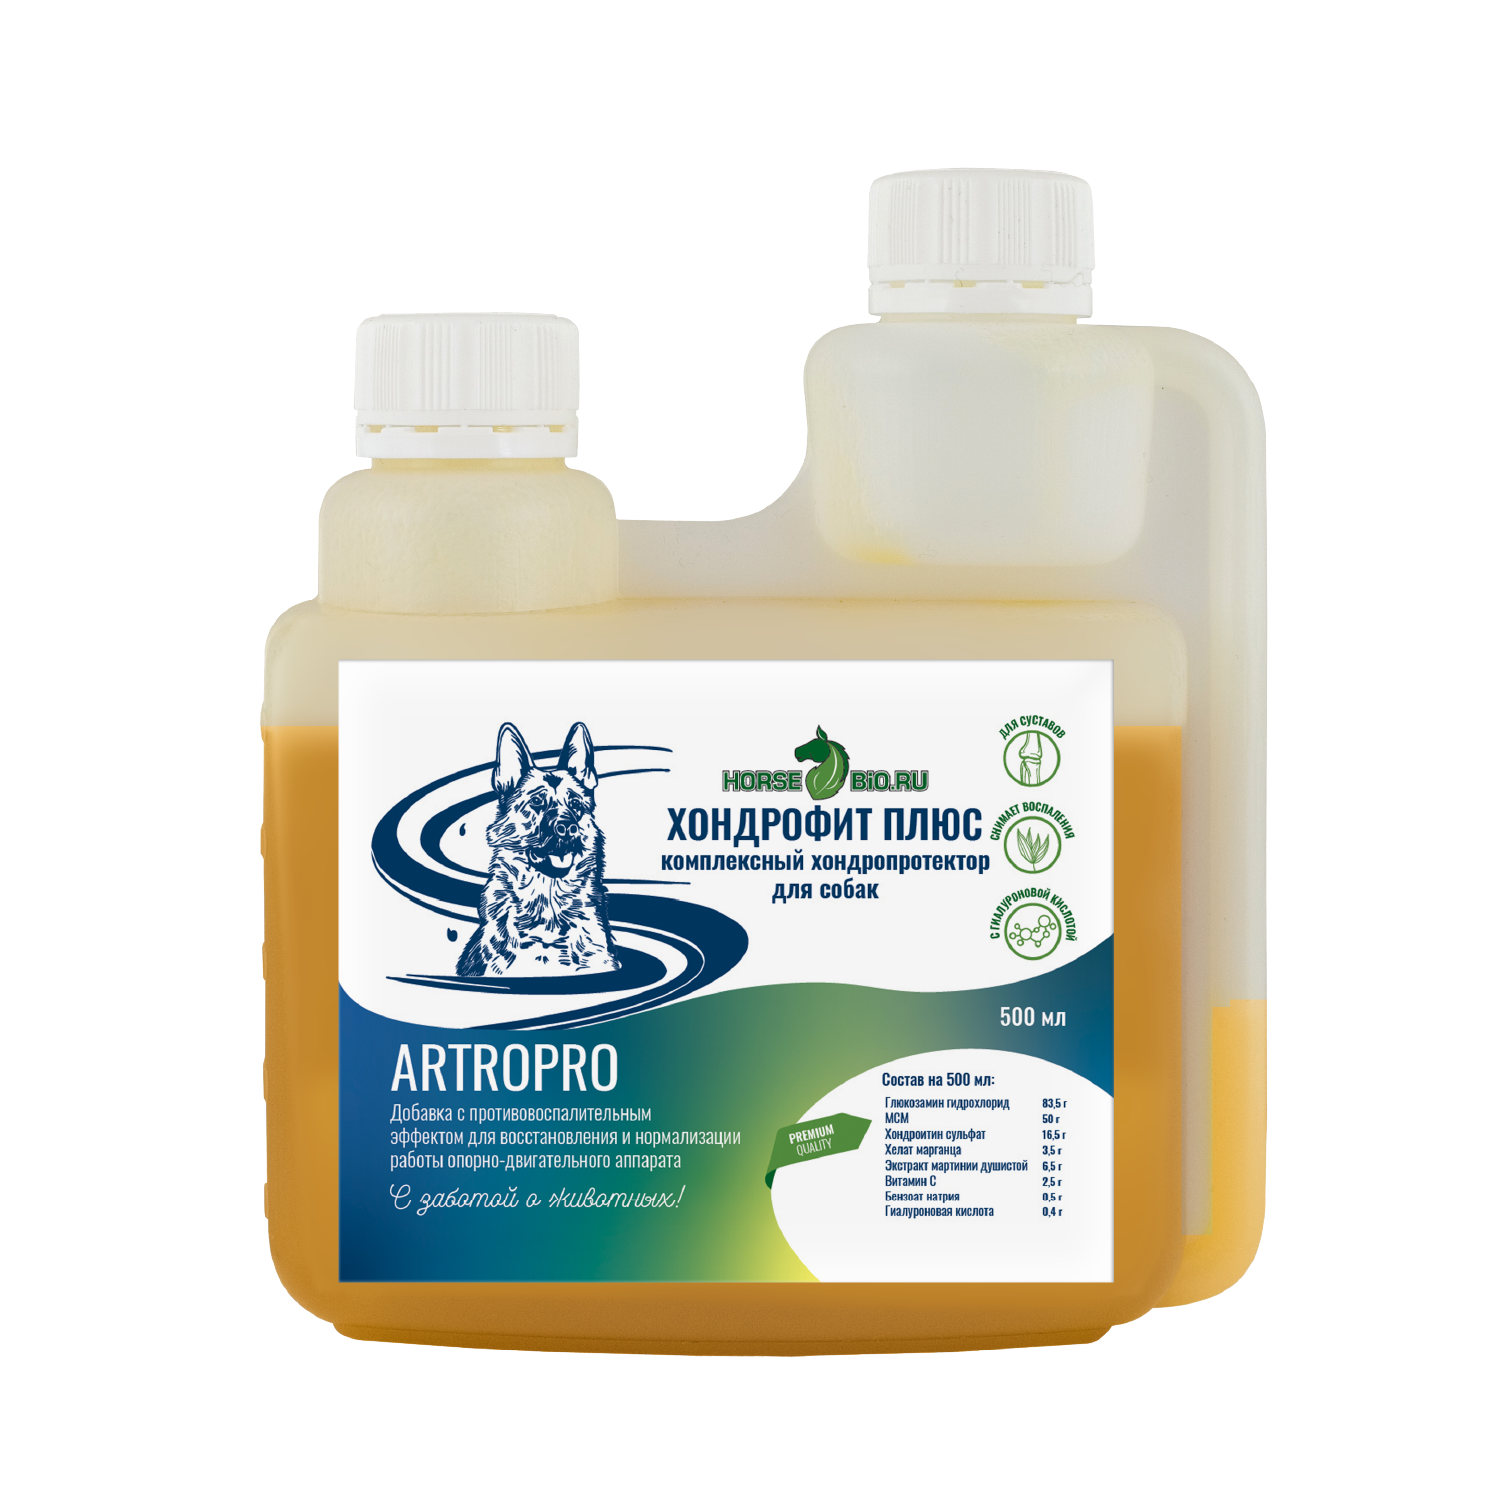 HORSE BIO.RU
ХОНДРОФИТ ПЛЮС
комплексный хондропротектор
для собак
ДЛЯ СУСТАВОВ
СНИМАЕТ ВОСПАЛЕНИЯ
С ГИАЛУРОНОВОЙ КИСЛОТОЙ
500 мл
ARTROPRO
Добавка с противовоспалительным
эффектом для восстановления и нормализации
работы опорно-двигательного аппарата
С заботой о животных!
PREMIUM
QUALITY
Состав на 500 мл:
Глюкозамин гидрохлорид 83,5 г
МСМ 50 г
Хондроитин сульфат 16,5 г
Хелат марганца 3,5 г
Экстракт мартинии душистой 6,5 г
Витамин С 2,5 г
Бензоат натрия 0,5 г
Гиалуроновая кислота 0,4 г